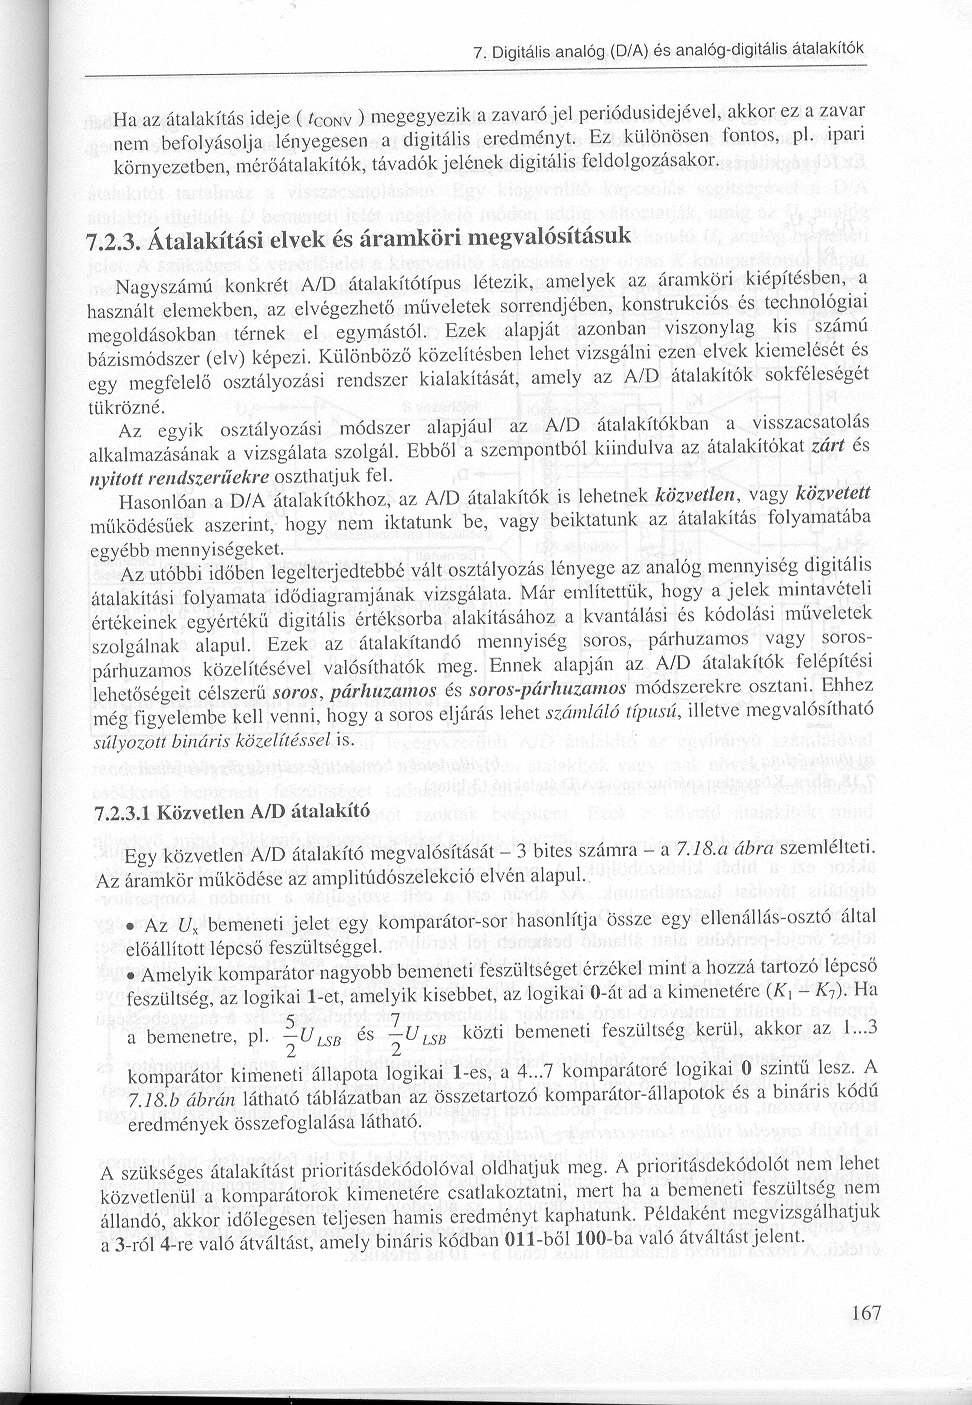 7. Digitális analóg (D/A) és analóg-digitális átalakítók
Ha az átalakítás ideje ( tCONV ) megegyezik a zavaró jel periódusidejével, akkor ez a zavar
nem befolyásolja lényegesen a digitális eredményt. Ez különösen fontos, pl. ipari
környezetben, mérőátalakítók, távadók jelének digitális feldolgozásakor.
7.2.3. Átalakítási elvek és áramköri megvalósításuk
Nagyszámú konkrét A/D átalakítótípus létezik, amelyek az áramköri kiépítésben, a
használt elemekben, az elvégezhető műveletek sorrendjében, konstrukciós és technológiai
megoldásokban térnek el egymástól. Ezek alapját azonban viszonylag kis számú
bázismódszer (elv) képezi. Különböző közelítésben lehet vizsgálni ezen elvek kiemelését és
egy megfelelő osztályozási rendszer kialakítását, amely az A/D átalakítók sokféleségét
tükrözné.
Az egyik osztályozási módszer alapjául az A/D átalakítókban a visszacsatolás
alkalmazásának a vizsgálata szolgál. Ebből a szempontból kiindulva az átalakítókat zárt és
nyitott rendszerűekre oszthatjuk fel.
Hasonlóan a D/A átalakítókhoz, az A/D átalakítók is lehetnek közvetlen, vagy közvetett
működésűek aszerint, hogy nem iktatunk be, vagy beiktatunk az átalakítás folyamatába
egyébb mennyiségeket.
Az utóbbi időben legelterjedtebbé vált osztályozás lényege az analóg mennyiség digitális
átalakítási folyamata idődiagramjának vizsgálata. Már említettük, hogy a jelek mintavételi
értékeinek egyértékű digitális értéksorba alakításához a kvantálási és kódolási műveletek
szolgálnak alapul. Ezek az átalakítandó mennyiség soros, párhuzamos vagy soros-
párhuzamos közelítésével valósíthatók meg. Ennek alapján az A/D átalakítók felépítési
lehetőségeit célszerű soros, párhuzamos és soros-párhuzamos módszerekre osztani. Ehhez
még figyelembe kell venni, hogy a soros eljárás lehet számláló típusú, illetve megvalósítható
súlyozott bináris közelítéssel is.
7.2.3.1 Közvetlen A/D átalakító
Egy közvetlen A/D átalakító megvalósítását – 3 bites számra – a 7.18.a ábra szemlélteti.
Az áramkör működése az amplitúdószelekció elvén alapul.
• Az Ux bemeneti jelet egy komparátor-sor hasonlítja össze egy ellenállás-osztó által
előállított lépcső feszültséggel.
• Amelyik komparátor nagyobb bemeneti feszültséget érzékel mint a hozzá tartozó lépcső
feszültség, az logikai 1-et, amelyik kisebbet, az logikai 0-át ad a kimenetére (K1 – K7). Ha
a bemenetre, pl. 5/2 ULSB és 7/2 ULSB közti bemeneti feszültség kerül, akkor az 1...3
komparátor kimeneti állapota logikai 1-es, a 4...7 komparátoré logikai 0 szintű lesz. A
7.18.b ábrán látható táblázatban az összetartozó komparátor-állapotok és a bináris kódú
eredmények összefoglalása látható.
A szükséges átalakítást prioritásdekódolóval oldhatjuk meg. A prioritásdekódolót nem lehet
közvetlenül a komparátorok kimenetére csatlakoztatni, mert ha a bemeneti feszültség nem
állandó, akkor időlegesen teljesen hamis eredményt kaphatunk. Példaként megvizsgálhatjuk
a 3-ról 4-re való átváltást, amely bináris kódban 011-ből 100-ba való átváltást jelent.
167